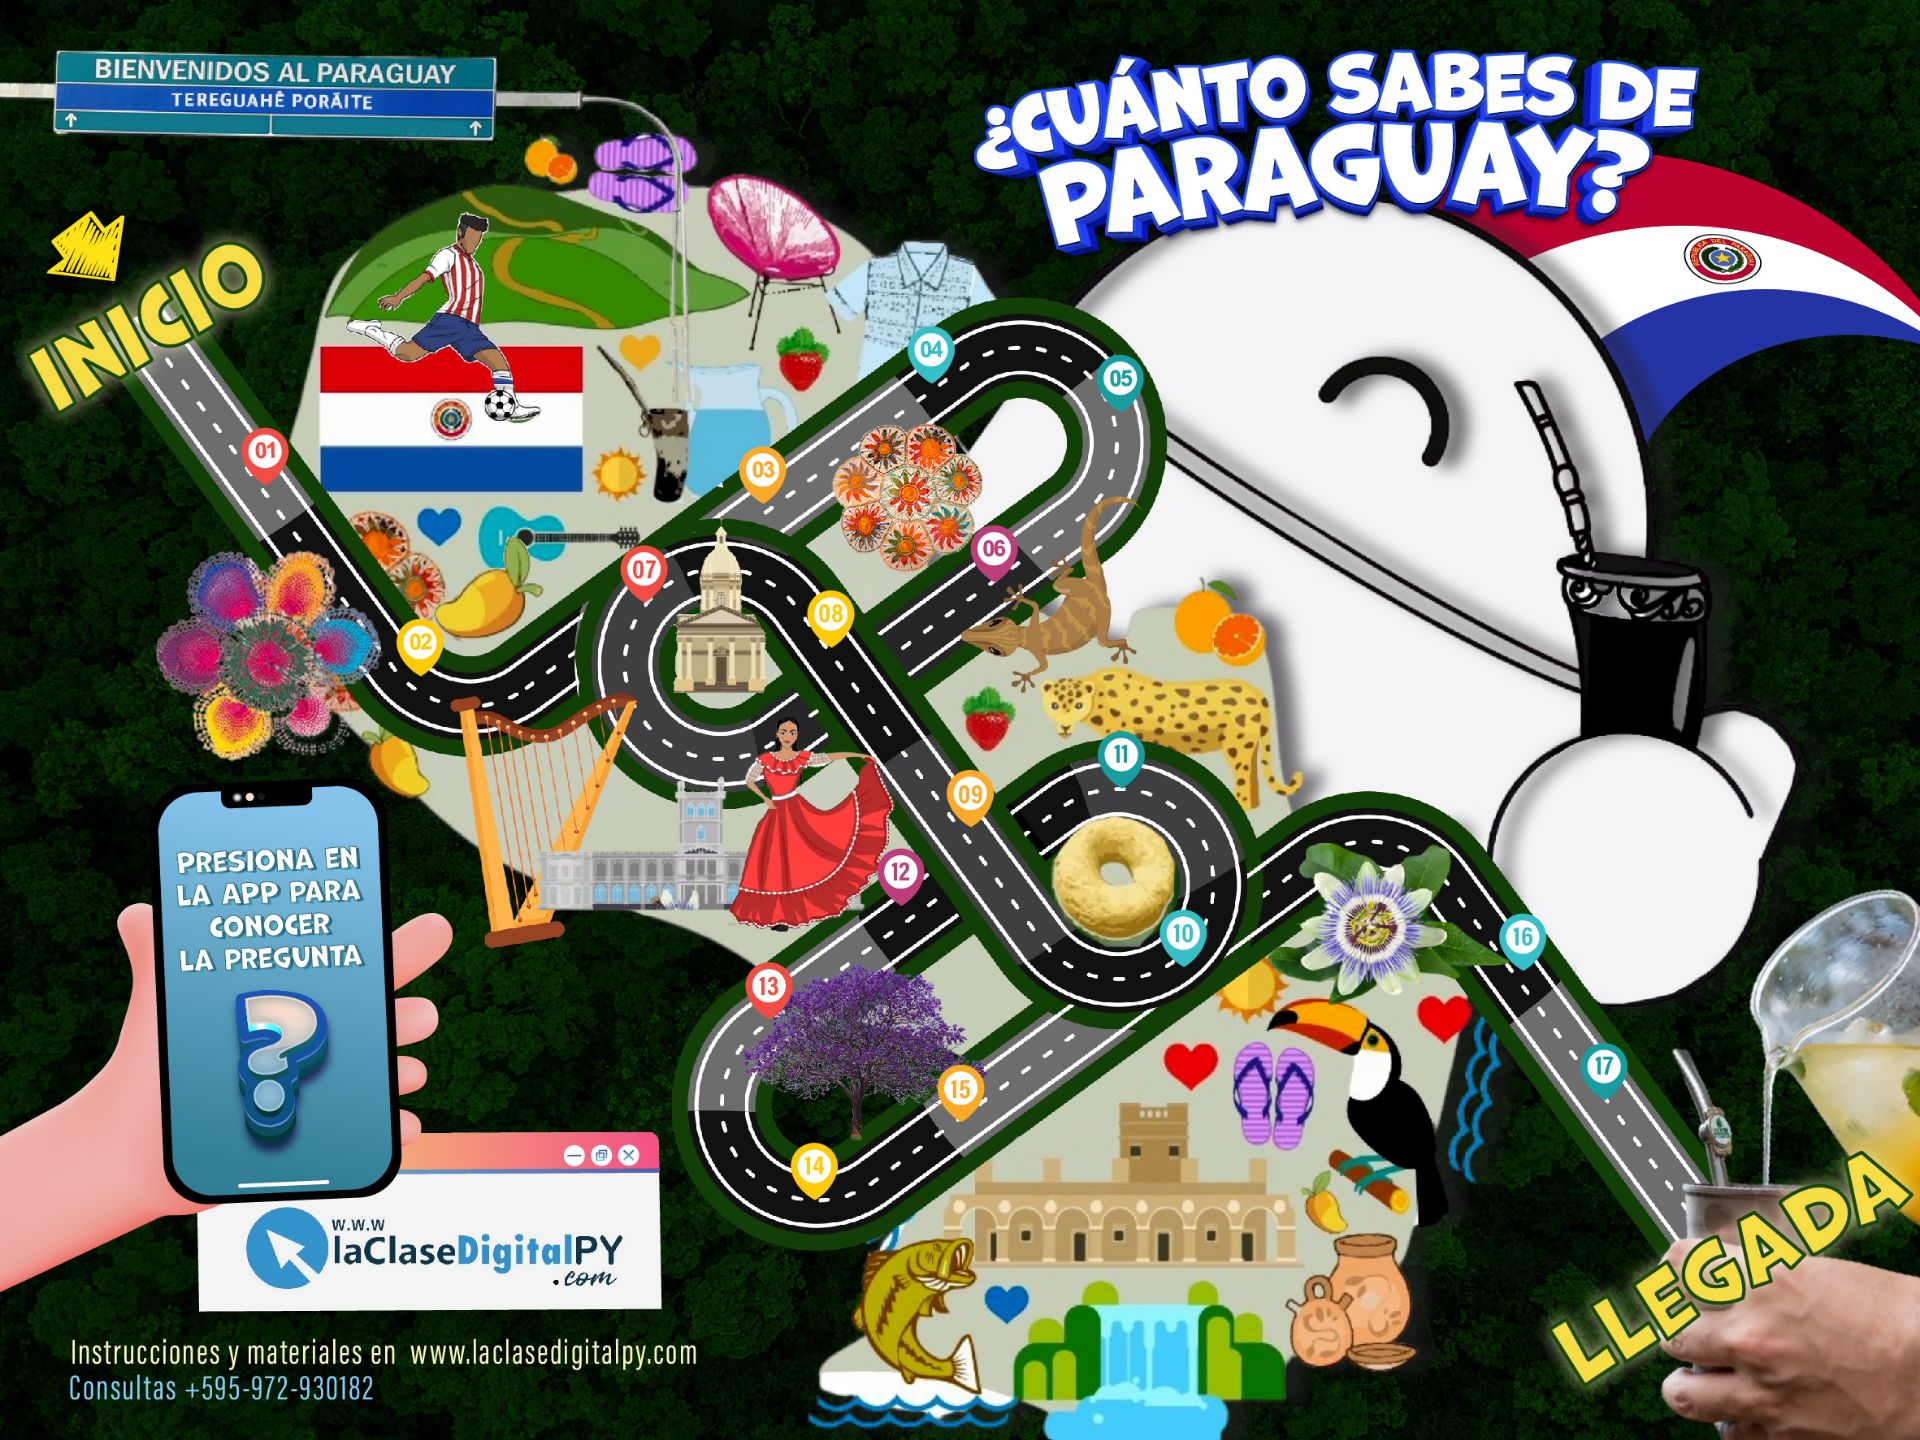 BIENVENIDOS AL PARAGUAY
TEREGUAHÊ PORÃITE
¿CUÁNTO SABES DE
PARAGUAY?
INICIO
01
02
03
04
05
06
07
08
09
10
11
12
13
14
15
16
17
PRESIONA EN
LA APP PARA
CONOCER
LA PREGUNTA
?
w.w.w
laClaseDigitalPY
.com
LLEGADA
Instrucciones y materiales en www.laclasedigitalpy.com
Consultas +595-972-930182